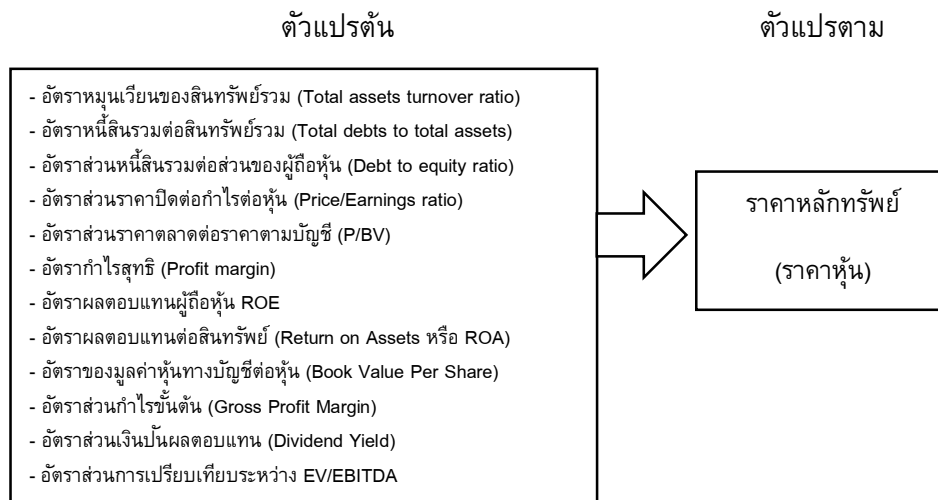 ตัวแปรต้น
ตัวแปรตาม
- อัตราหมุนเวียนของสินทรัพย์รวม (Total assets turnover ratio)
- อัตราหนี้สินรวมต่อสินทรัพย์รวม (Total debts to total assets)
- อัตราส่วนหนี้สินรวมต่อส่วนของผู้ถือหุ้น (Debt to equity ratio)
- อัตราส่วนราคาปิดต่อกำไรต่อหุ้น (Price/Earnings ratio)
- อัตราส่วนราคาตลาดต่อราคาตามบัญชี (P/BV)
- อัตรากำไรสุทธิ (Profit margin)
- อัตราผลตอบแทนผู้ถือหุ้น ROE
- อัตราผลตอบแทนต่อสินทรัพย์ (Return on Assets หรือ ROA)
- อัตราของมูลค่าหุ้นทางบัญชีต่อหุ้น (Book Value Per Share)
- อัตราส่วนกำไรขั้นต้น (Gross Profit Margin)
- อัตราส่วนเงินปันผลตอบแทน (Dividend Yield)
- อัตราส่วนการเปรียบเทียบระหว่าง EV/EBITDA
ราคาหลักทรัพย์
(ราคาหุ้น)